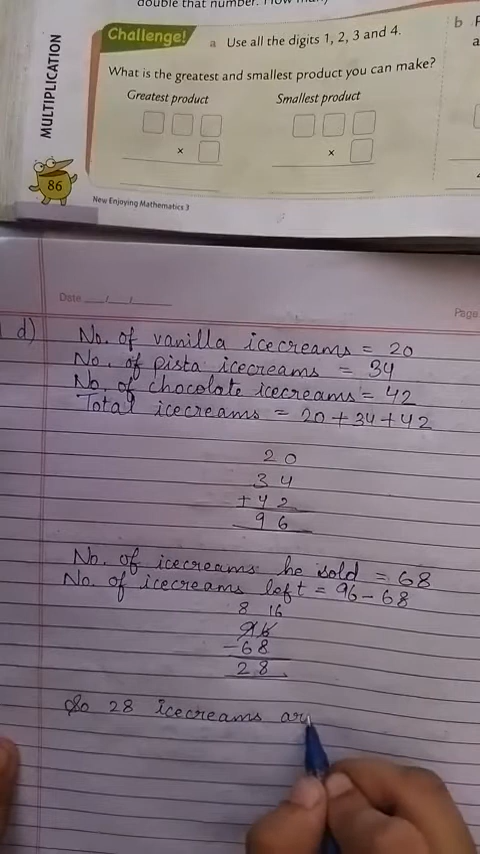 double that number.
MULTIPLICATION
Challenge!
a Use all the digits 1, 2, 3 and 4.
What is the greatest and smallest product you can make?
Greatest product
Smallest product
×
×
b
a
86
New Enjoying Mathematics 3
Date __/__/__
Page
d)
No. of vanilla icecreams = 20
No. of pista icecreams = 34
No. of chocolate icecreams = 42
Total icecreams = 20 + 34 + 42
20
34
+ 42
96
No. of icecreams he sold = 68
No. of icecreams left = 96 - 68
8 16
96
- 68
28
So 28 icecreams ar